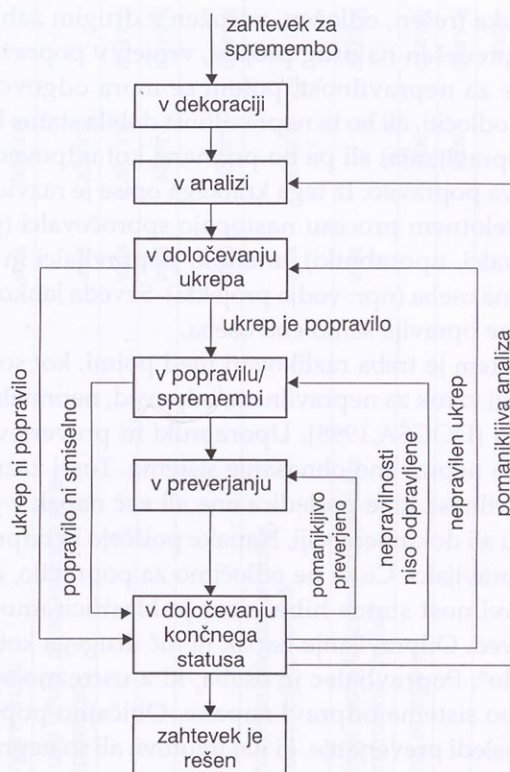 zahtevek za
spremembo
v dekoraciji
v analizi
v določevanju
ukrepa
ukrep je popravilo
v popravilu/
spremembi
v preverjanju
v določevanju
končnega
statusa
zahtevek je
rešen
ukrep ni popravilo
popravilo je smiselno
pomanjkljivo
preverjeno
nepravilnosti
niso odpravljene
nepravilen ukrep
pomanjkljiva analiza